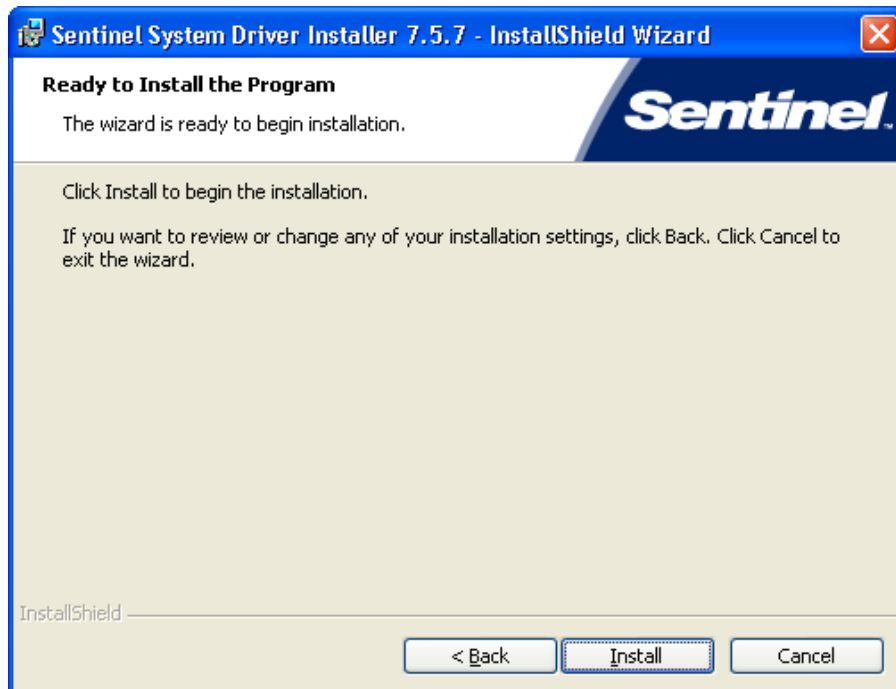 Sentinel System Driver Installer 7.5.7 - InstallShield Wizard
Ready to Install the Program
The wizard is ready to begin installation.
Sentinel™
Click Install to begin the installation.
If you want to review or change any of your installation settings, click Back. Click Cancel to
exit the wizard.
InstallShield
< Back
Install
Cancel